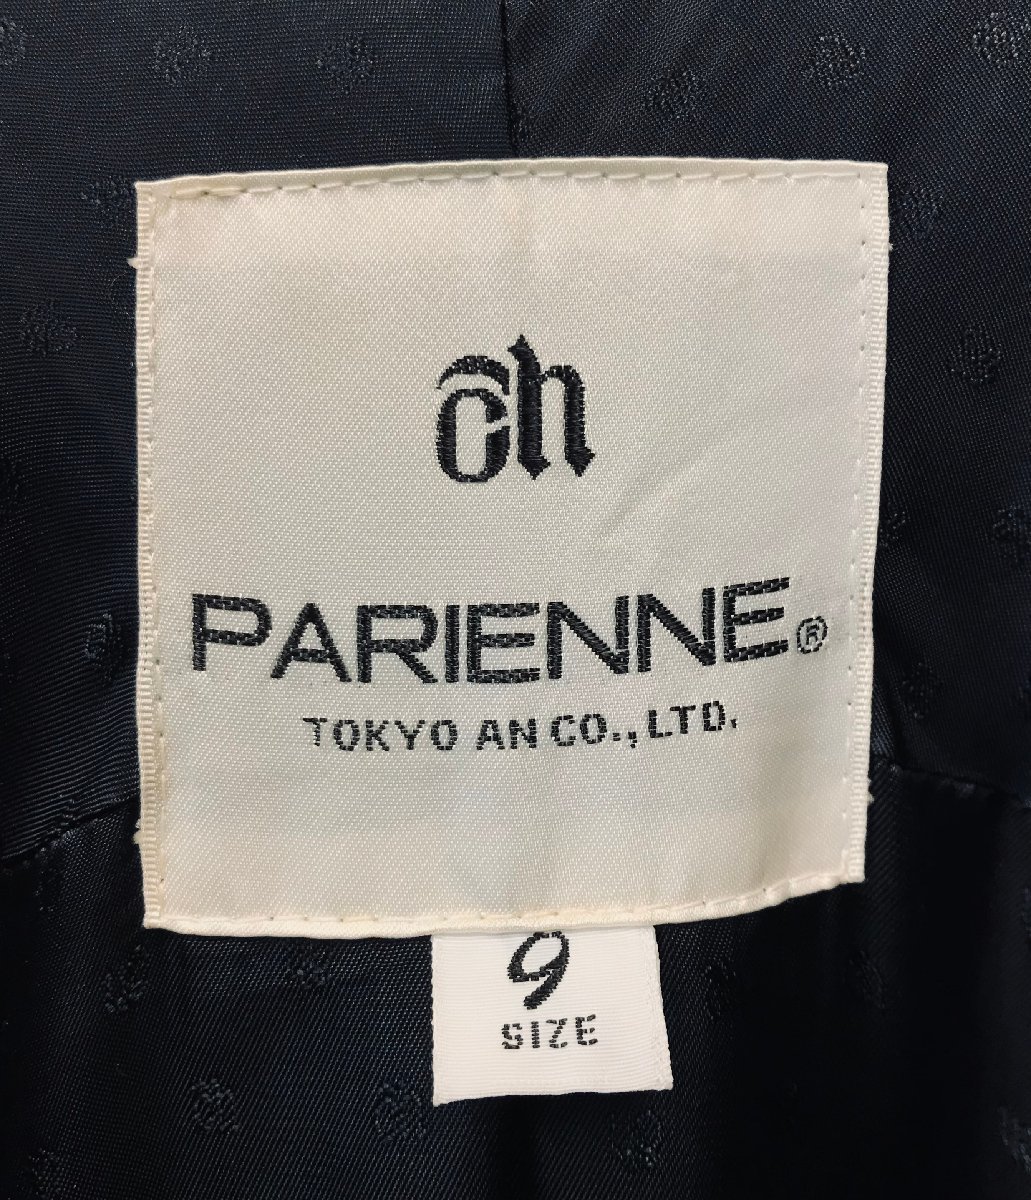 ch
PARIENNE®
TOKYO AN CO., LTD.
9
SIZE